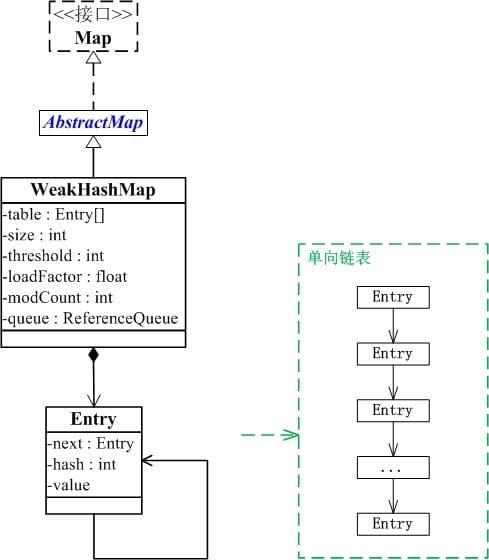 <<接口>>
Map
AbstractMap
WeakHashMap
-table : Entry[]
-size : int
-threshold : int
-loadFactor : float
-modCount : int
-queue : ReferenceQueue
Entry
-next : Entry
-hash : int
-value
单向链表
Entry
Entry
Entry
...
Entry